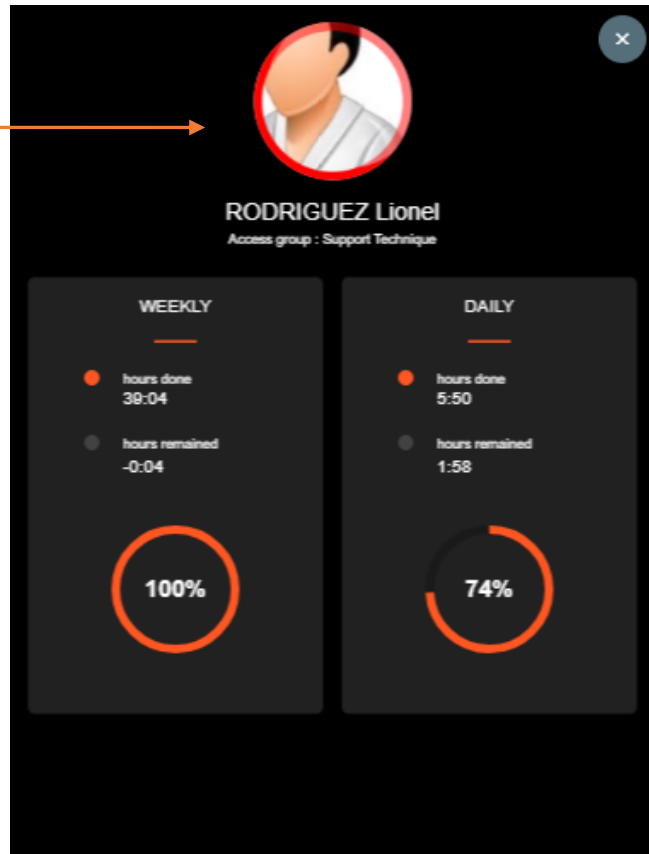 RODRIGUEZ Lionel
Access group : Support Technique
WEEKLY
hours done
39:04
hours remained
-0:04
100%
DAILY
hours done
5:50
hours remained
1:58
74%